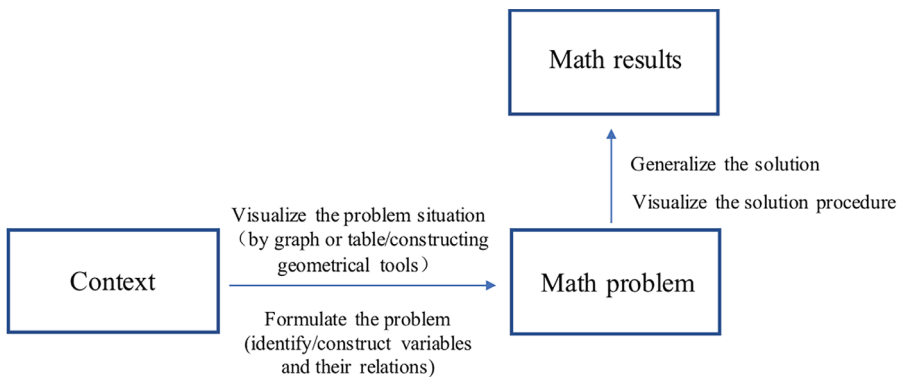 Math results
Generalize the solution
Visualize the solution procedure
Visualize the problem situation
（by graph or table/constructing
geometrical tools）
Context
Math problem
Formulate the problem
(identify/construct variables
and their relations)